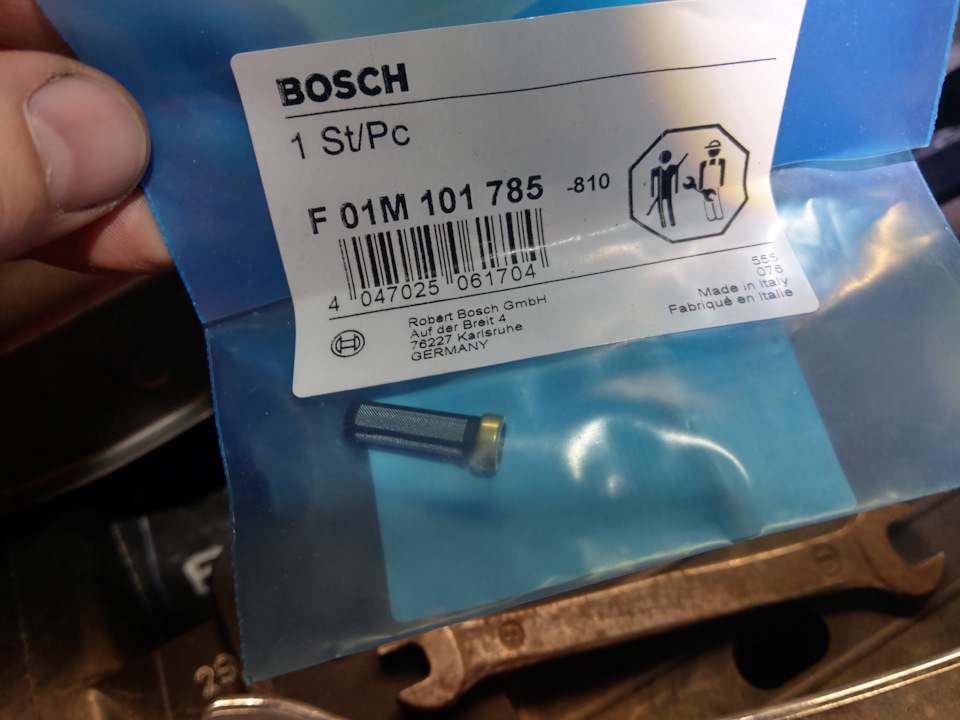 BOSCH
1 St/Pc
F 01M 101 785 -810
4 047025 061704
Robert Bosch GmbH
Auf der Breit 4
76227 Karlsruhe
GERMANY
555
076
Made in Italy
Fabriqué en Italie
F